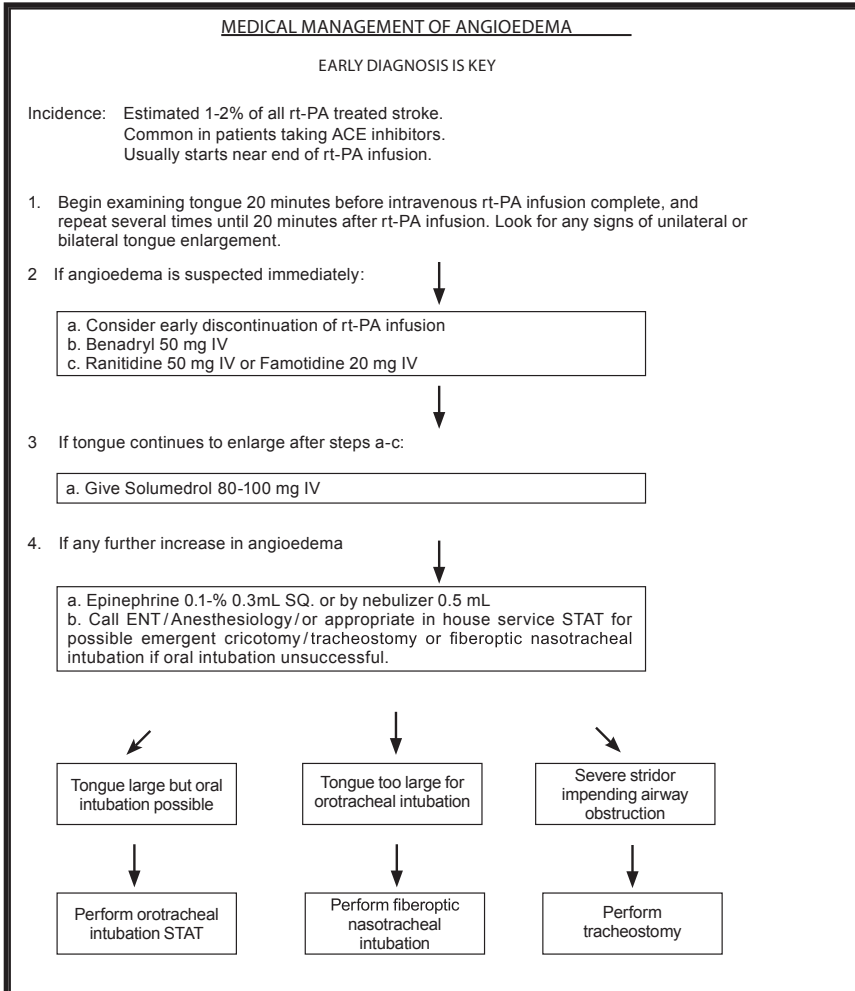 MEDICAL MANAGEMENT OF ANGIOEDEMA
EARLY DIAGNOSIS IS KEY
Incidence: Estimated 1-2% of all rt-PA treated stroke.
Common in patients taking ACE inhibitors.
Usually starts near end of rt-PA infusion.
1. Begin examining tongue 20 minutes before intravenous rt-PA infusion complete, and
repeat several times until 20 minutes after rt-PA infusion. Look for any signs of unilateral or
bilateral tongue enlargement.
2 If angioedema is suspected immediately:
a. Consider early discontinuation of rt-PA infusion
b. Benadryl 50 mg IV
c. Ranitidine 50 mg IV or Famotidine 20 mg IV
3 If tongue continues to enlarge after steps a-c:
a. Give Solumedrol 80-100 mg IV
4. If any further increase in angioedema
a. Epinephrine 0.1-% 0.3mL SQ. or by nebulizer 0.5 mL
b. Call ENT/Anesthesiology/or appropriate in house service STAT for
possible emergent cricotomy/tracheostomy or fiberoptic nasotracheal
intubation if oral intubation unsuccessful.
Tongue large but oral
intubation possible
Tongue too large for
orotracheal intubation
Severe stridor
impending airway
obstruction
Perform orotracheal
intubation STAT
Perform fiberoptic
nasotracheal
intubation
Perform
tracheostomy